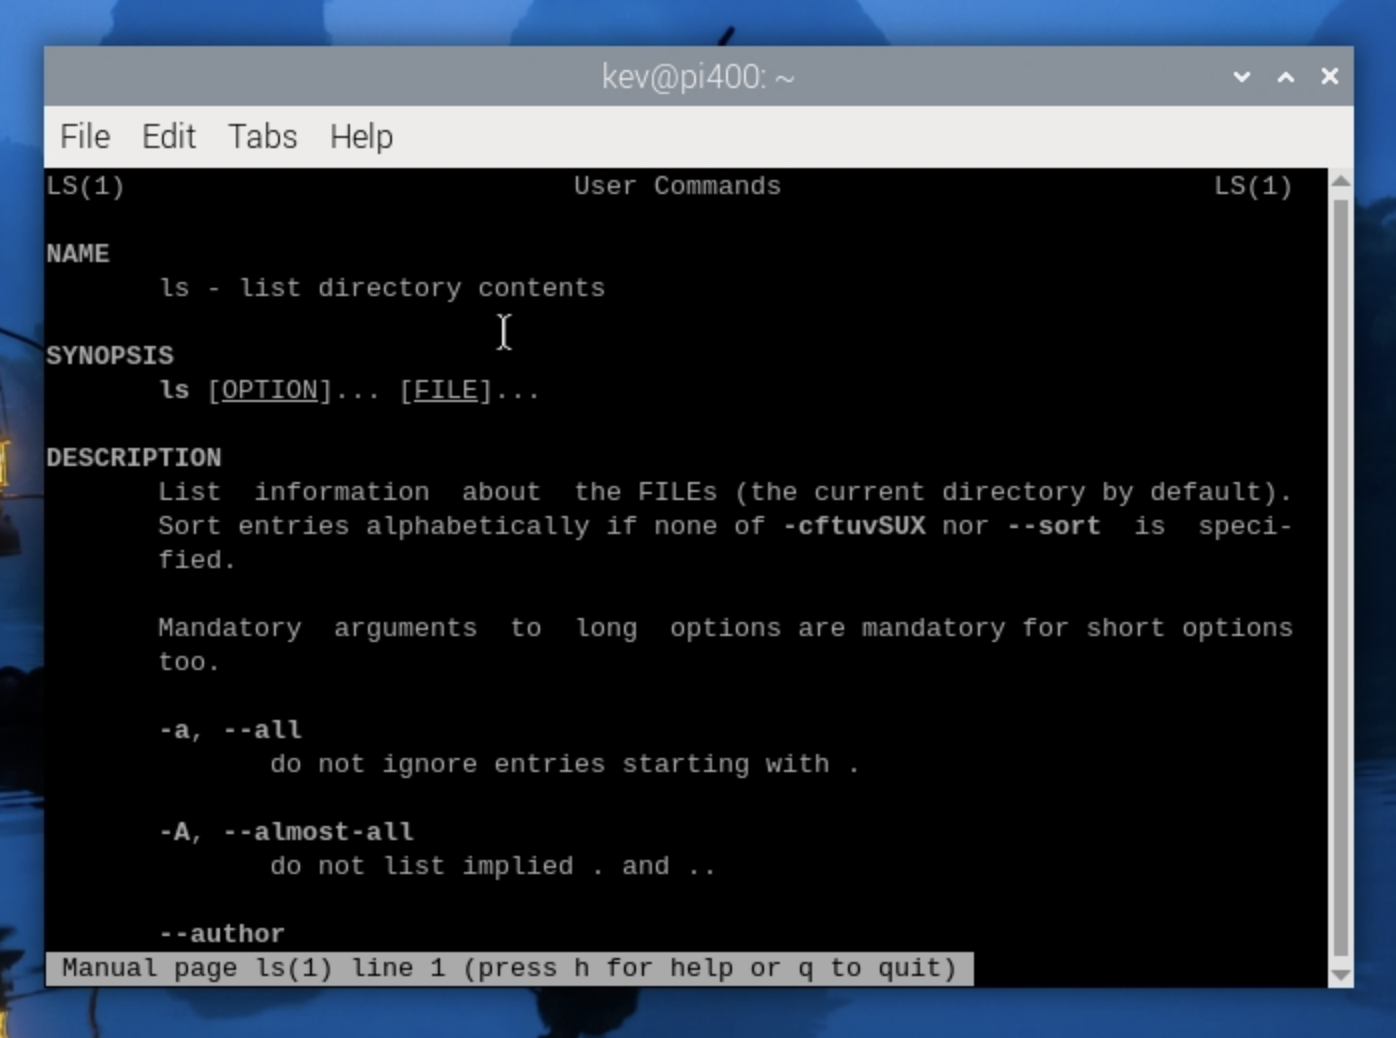 kev@pi400: ~
File Edit Tabs Help
LS(1) User Commands LS(1)
NAME
ls - list directory contents
SYNOPSIS
ls [OPTION]... [FILE]...
DESCRIPTION
List information about the FILEs (the current directory by default).
Sort entries alphabetically if none of -cftuvSUX nor --sort is speci-
fied.
Mandatory arguments to long options are mandatory for short options
too.
-a, --all
do not ignore entries starting with .
-A, --almost-all
do not list implied . and ..
--author
Manual page ls(1) line 1 (press h for help or q to quit)